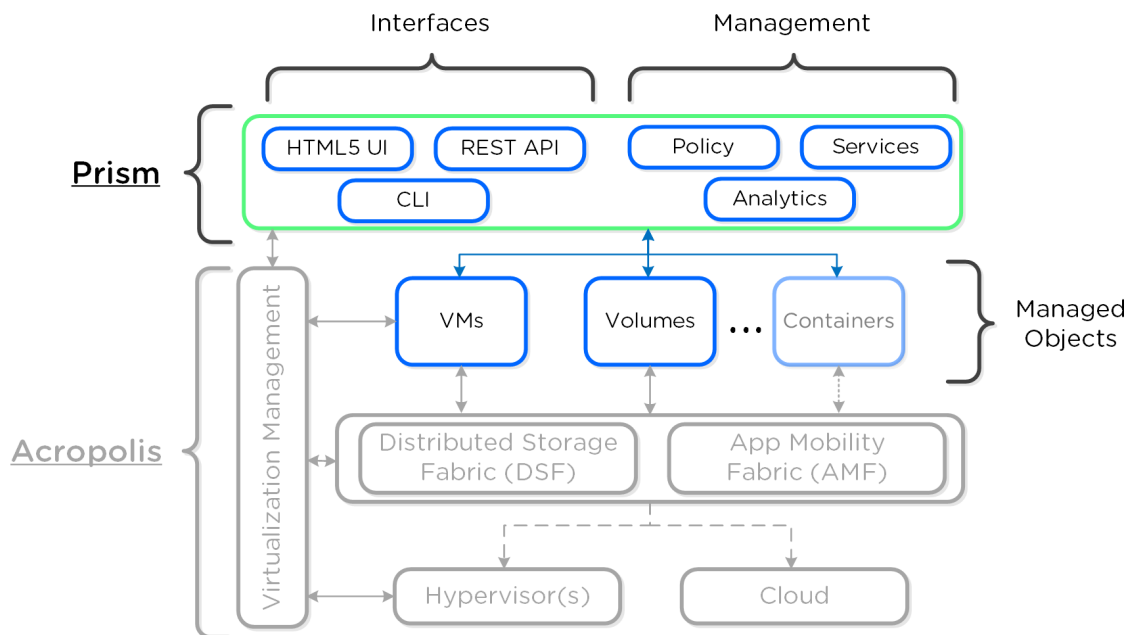 Interfaces
Management
HTML5 UI
REST API
Policy
Services
Prism
CLI
Analytics
VMs
Volumes
...
Containers
Managed
Objects
Virtualization Management
Acropolis
Distributed Storage
Fabric (DSF)
App Mobility
Fabric (AMF)
Hypervisor(s)
Cloud